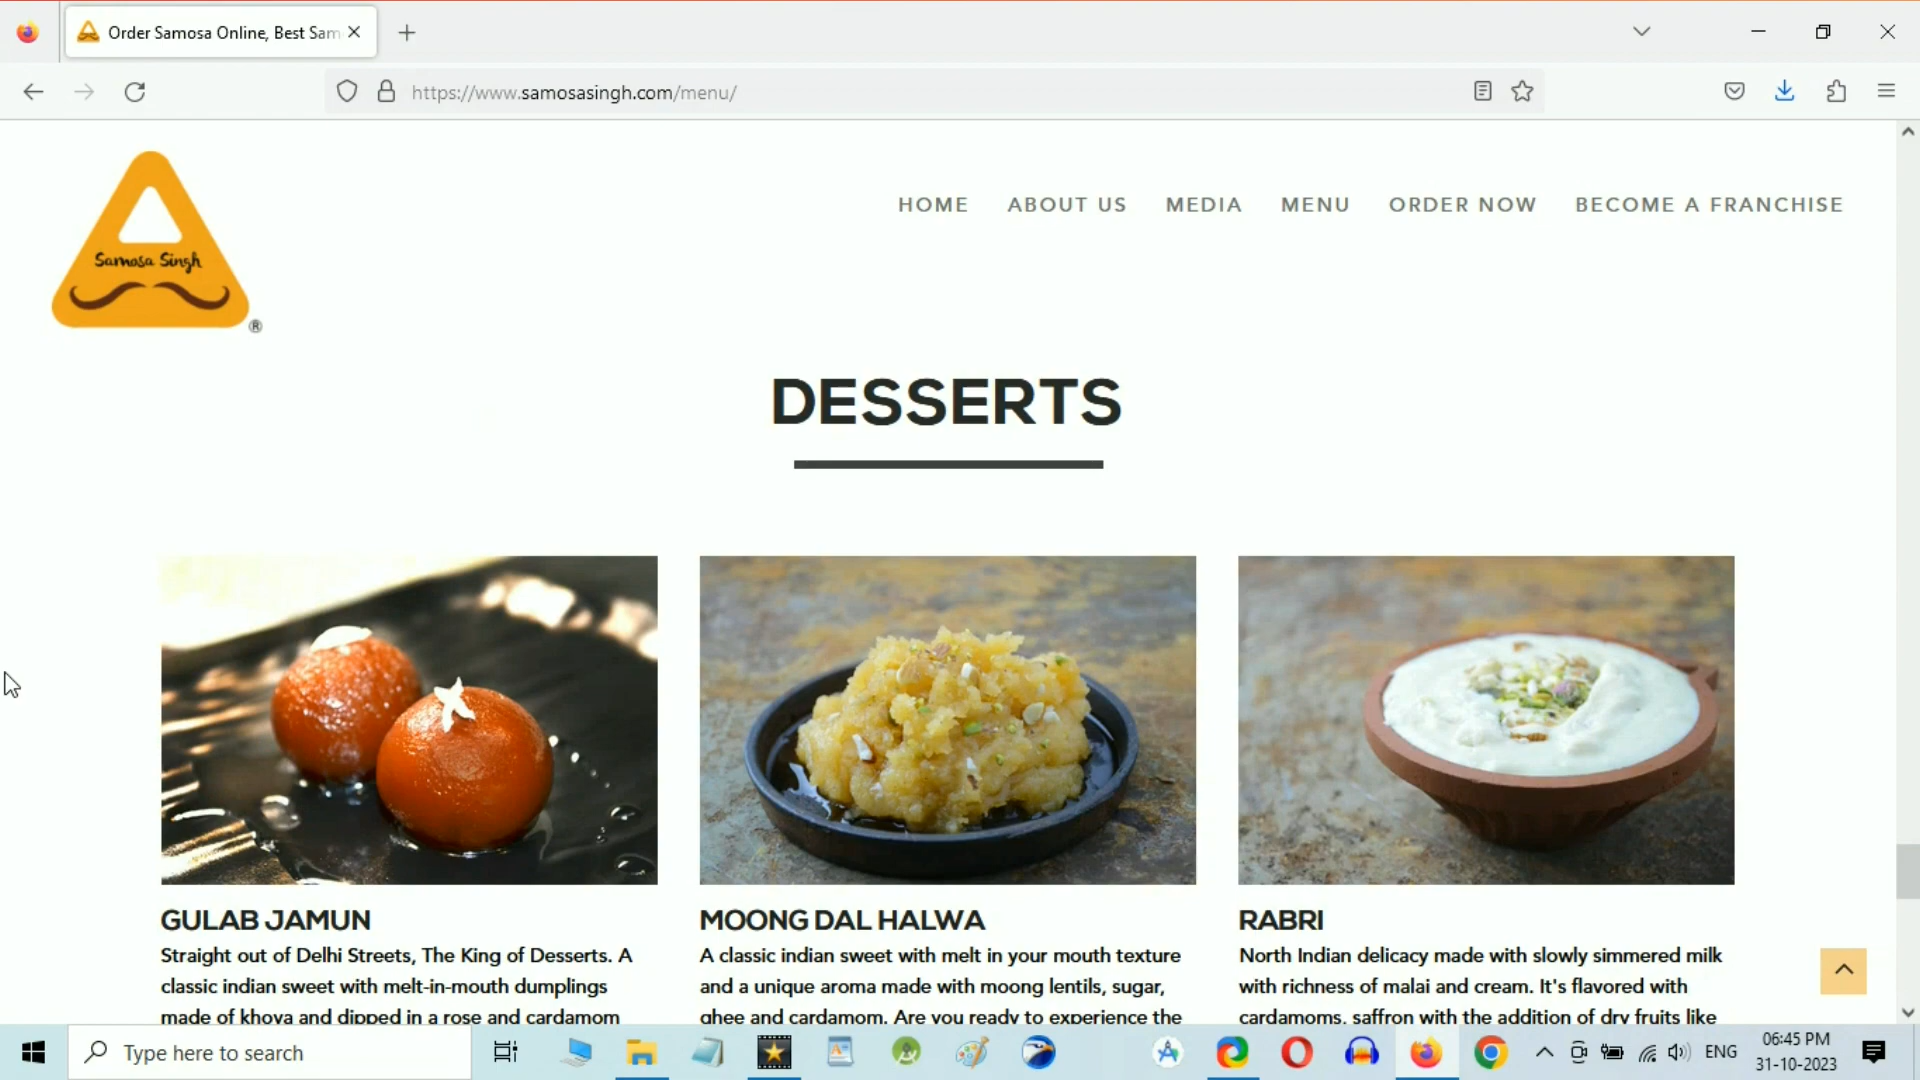 Order Samosa Online, Best Sam
https://www.samosasingh.com/menu/
Samosa Singh
®
HOME
ABOUT US
MEDIA
MENU
ORDER NOW
BECOME A FRANCHISE
DESSERTS
GULAB JAMUN
Straight out of Delhi Streets, The King of Desserts. A
classic indian sweet with melt-in-mouth dumplings
made of khoya and dipped in a rose and cardamom
MOONG DAL HALWA
A classic indian sweet with melt in your mouth texture
and a unique aroma made with moong lentils, sugar,
ghee and cardamom. Are you ready to experience the
RABRI
North Indian delicacy made with slowly simmered milk
with richness of malai and cream. It's flavored with
cardamoms, saffron with the addition of dry fruits like
Type here to search
ENG
06:45 PM
31-10-2023